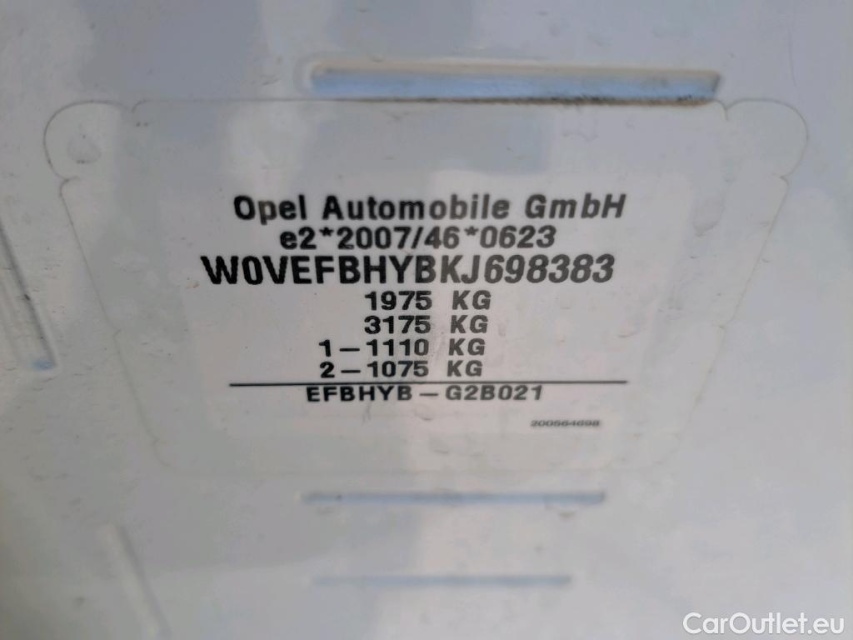 Opel Automobile GmbH
e2*2007/46*0623
W0VEFBHYBKJ698383
1975 KG
3175 KG
1-1110 KG
2-1075 KG
EFBHYB-G2B021
200564698
CarOutlet.eu